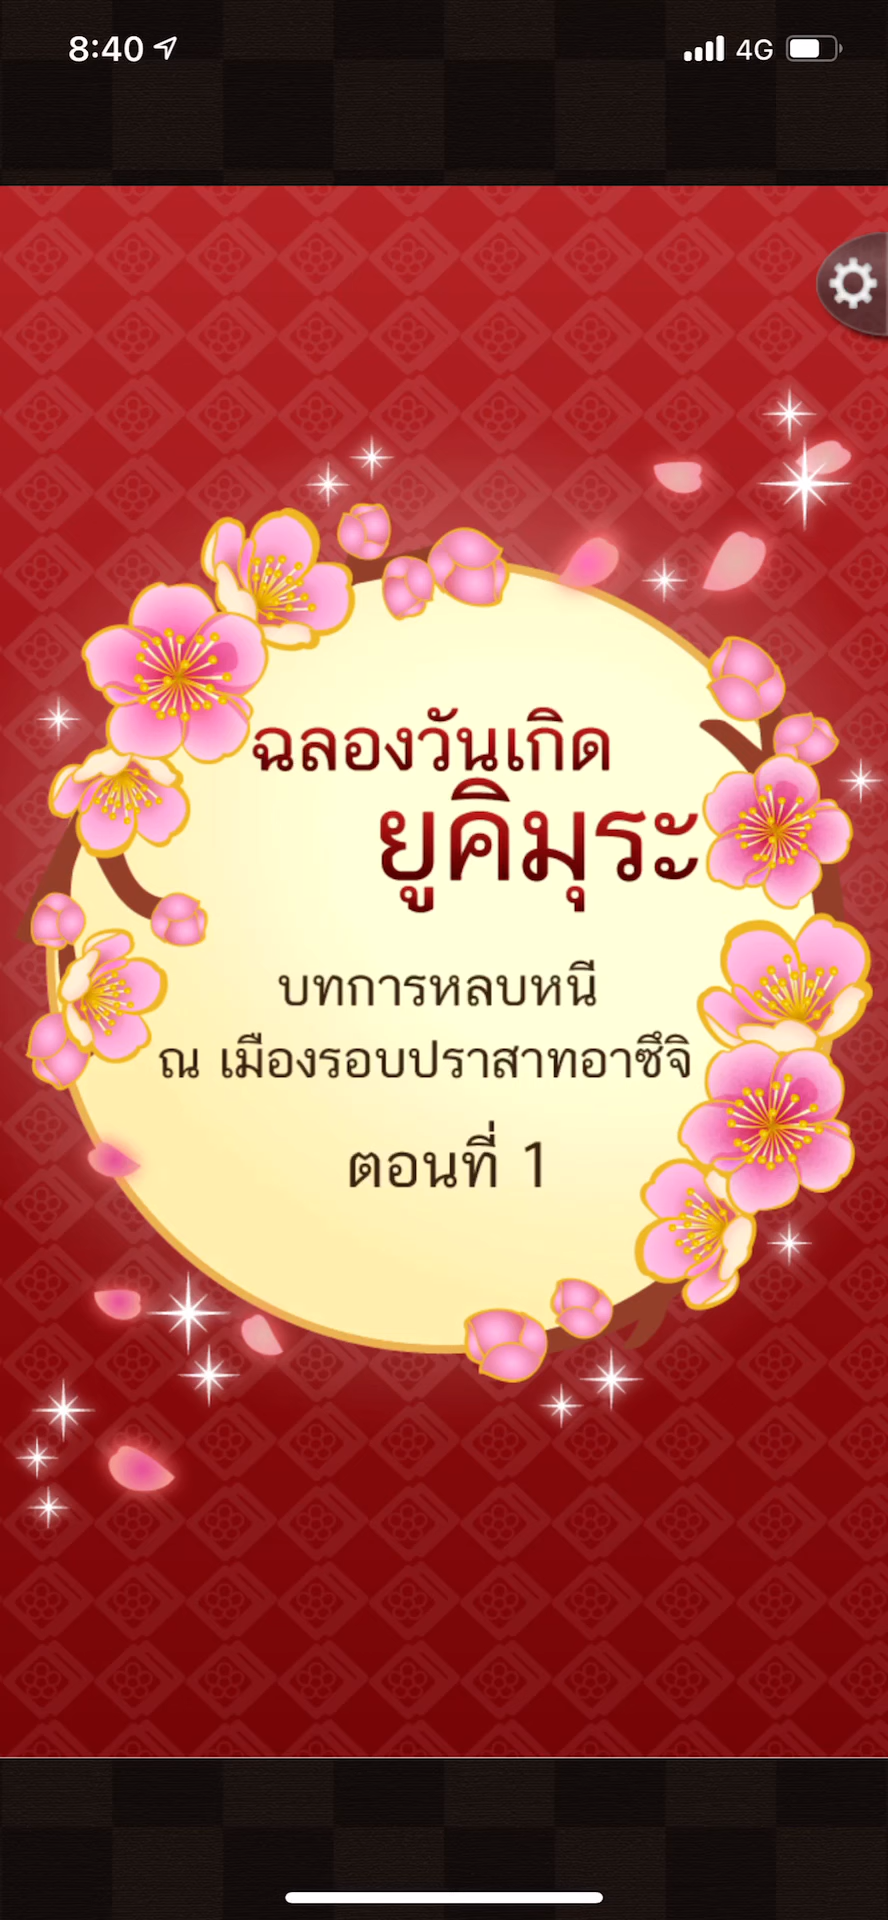 8:40
4G
ฉลองวันเกิด
ยูคิมุระ
บทการหลบหนี
ณ เมืองรอบปราสาทอาซึจิ
ตอนที่ 1